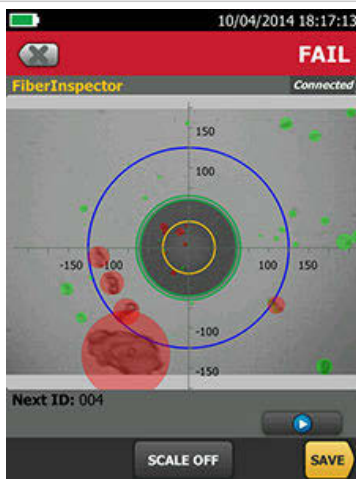 10/04/2014 18:17:13
FAIL
FiberInspector Connected
150
100
-150 -100 100 150
-100
-150
Next ID: 004
SCALE OFF SAVE